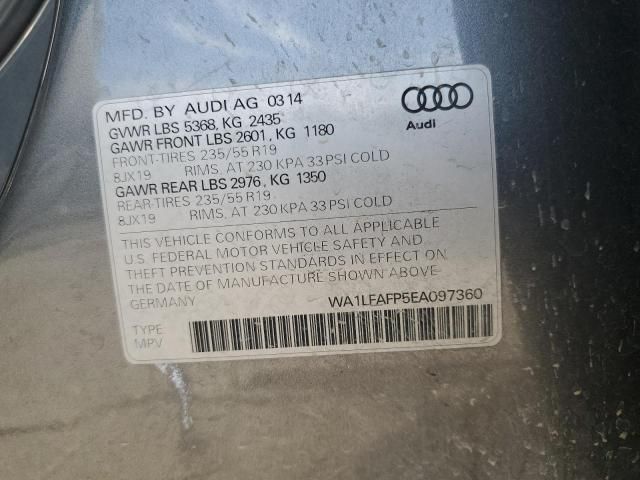 MFD. BY AUDI AG 03 14
GVWR LBS 5368, KG 2435
GAWR FRONT LBS 2601, KG 1180
FRONT-TIRES 235/55 R19
8JX19 RIMS, AT 230 KPA 33 PSI COLD
GAWR REAR LBS 2976, KG 1350
REAR-TIRES 235/55 R19
8JX19 RIMS, AT 230 KPA 33 PSI COLD
Audi
THIS VEHICLE CONFORMS TO ALL APPLICABLE
U.S. FEDERAL MOTOR VEHICLE SAFETY AND
THEFT PREVENTION STANDARDS IN EFFECT ON
THE DATE OF MANUFACTURE SHOWN ABOVE
GERMANY WA1LFAFP5EA097360
TYPE
MPV